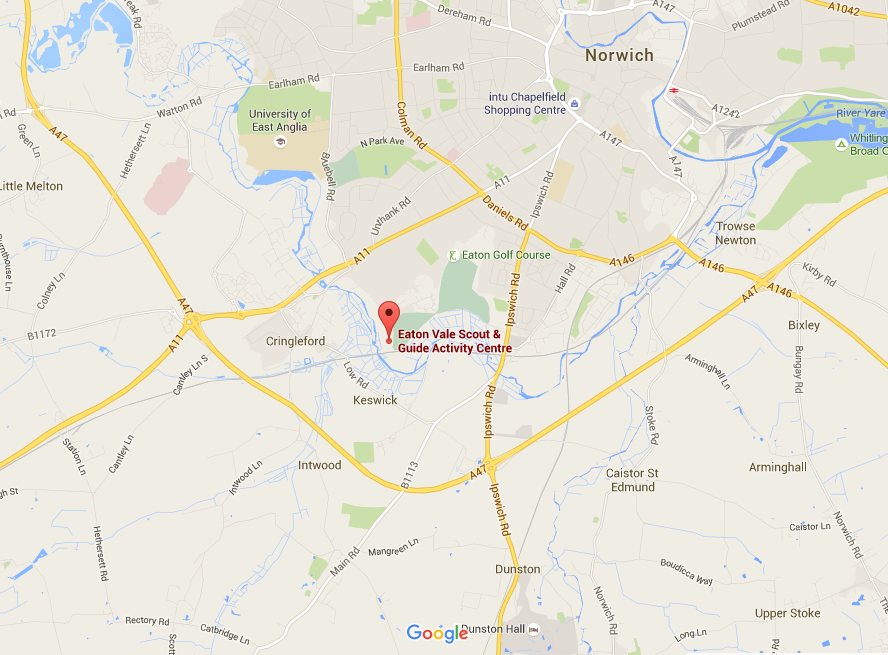 Dereham Rd
A147
Plumstead Rd
A1042
Norwich
Earlham Rd
Earlham Rd
intu Chapelfield
Shopping Centre
Watton Rd
A1242
River Yare
University of
East Anglia
Colman Rd
A47
Green Ln
Hethersett Ln
N Park Ave
A147
A147
Whitling
Broad C
Bluebell Rd
Little Melton
A11
Ipswich Rd
Unthank Rd
Daniels Rd
Trowse
Newton
A11
Eaton Golf Course
A146
A146
Colney Ln
Hall Rd
Kirby Rd
A47
Ipswich Rd
A47
A146
B1172
A11
Cringleford
Eaton Vale Scout &
Guide Activity Centre
Bixley
Cantley Ln S
Low Rd
Arminghall Ln
Bungay Rd
Keswick
Ipswich Rd
Stoke Rd
Station Ln
Cantley Ln
Intwood
Intwood Ln
B1113
A47
Caistor St
Edmund
Arminghall
gh St
Ipswich Rd
Hethersett Rd
Caistor Ln
Norwich Rd
Main Rd
Mangreen Ln
Dunston
Boudicca Way
Norwich Rd
Upper Stoke
Rectory Rd
Catbridge Ln
Google
Dunston Hall
Long Ln